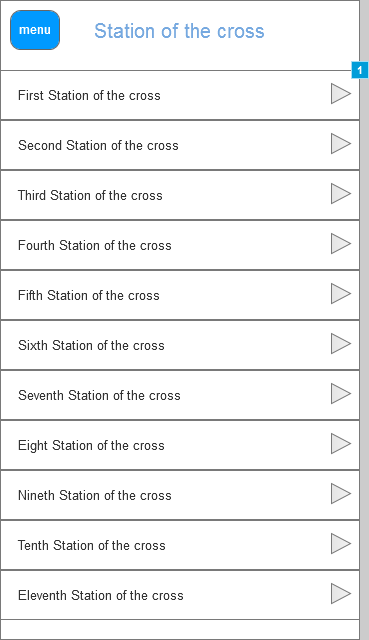 menu
Station of the cross
1
First Station of the cross
Second Station of the cross
Third Station of the cross
Fourth Station of the cross
Fifth Station of the cross
Sixth Station of the cross
Seventh Station of the cross
Eight Station of the cross
Nineth Station of the cross
Tenth Station of the cross
Eleventh Station of the cross